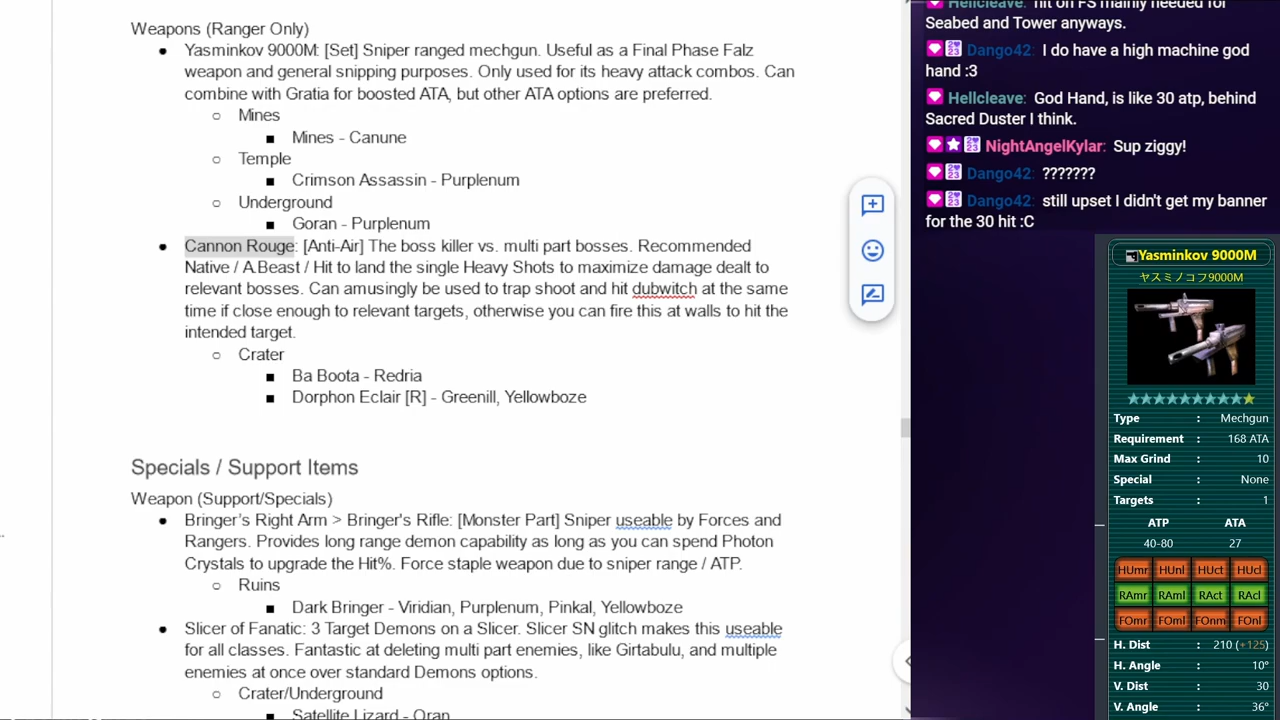 Weapons (Ranger Only)
● Yasminkov 9000M: [Set] Sniper ranged mechgun. Useful as a Final Phase Falz
weapon and general snipping purposes. Only used for its heavy attack combos. Can
combine with Gratia for boosted ATA, but other ATA options are preferred.
○ Mines
■ Mines - Canune
○ Temple
■ Crimson Assassin - Purplenum
○ Underground
■ Goran - Purplenum
● Cannon Rouge: [Anti-Air] The boss killer vs. multi part bosses. Recommended
Native / A.Beast / Hit to land the single Heavy Shots to maximize damage dealt to
relevant bosses. Can amusingly be used to trap shoot and hit dubwitch at the same
time if close enough to relevant targets, otherwise you can fire this at walls to hit the
intended target.
○ Crater
■ Ba Boota - Redria
■ Dorphon Eclair [R] - Greenill, Yellowboze
Specials / Support Items
Weapon (Support/Specials)
● Bringer's Right Arm > Bringer's Rifle: [Monster Part] Sniper useable by Forces and
Rangers. Provides long range demon capability as long as you can spend Photon
Crystals to upgrade the Hit%. Force staple weapon due to sniper range / ATP.
○ Ruins
■ Dark Bringer - Viridian, Purplenum, Pinkal, Yellowboze
● Slicer of Fanatic: 3 Target Demons on a Slicer. Slicer SN glitch makes this useable
for all classes. Fantastic at deleting multi part enemies, like Girtabulu, and multiple
enemies at once over standard Demons options.
○ Crater/Underground
■ Satellite Lizard - Oran
Hellcleave: hit on FS mainly needed for
Seabed and Tower anyways.
Dango42: I do have a high machine god
hand :3
Hellcleave: God Hand, is like 30 atp, behind
Sacred Duster I think.
NightAngelKylar: Sup ziggy!
Dango42: ???????
Dango42: still upset I didn't get my banner
for the 30 hit :C
Yasminkov 9000M
ヤスミノコフ9000M
Type : Mechgun
Requirement : 168 ATA
Max Grind : 10
Special : None
Targets : 1
ATP ATA
40-80 27
HUmr HUnl HUct HUcl
RAmr RAml RAct RAcl
FOmr FOml FOnm FOnl
H. Dist : 210 (+125)
H. Angle : 10°
V. Dist : 30
V. Angle : 36°